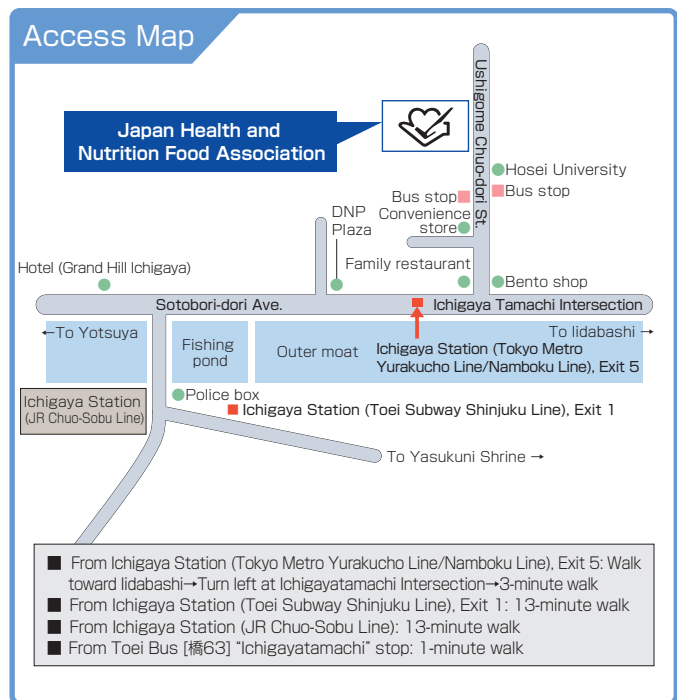 Access Map
Japan Health and
Nutrition Food Association
Ushigome Chuo-dori St.
Hosei University
Bus stop
Bus stop
Convenience
store
DNP
Plaza
Family restaurant
Hotel (Grand Hill Ichigaya)
Bento shop
Sotobori-dori Ave.
Ichigaya Tamachi Intersection
←To Yotsuya
To Iidabashi →
Fishing
pond
Outer moat
Ichigaya Station (Tokyo Metro
Yurakucho Line/Namboku Line), Exit 5
Ichigaya Station
(JR Chuo-Sobu Line)
Police box
Ichigaya Station (Toei Subway Shinjuku Line), Exit 1
To Yasukuni Shrine →
■ From Ichigaya Station (Tokyo Metro Yurakucho Line/Namboku Line), Exit 5: Walk
toward Iidabashi→Turn left at Ichigayatamachi Intersection→3-minute walk
■ From Ichigaya Station (Toei Subway Shinjuku Line), Exit 1: 13-minute walk
■ From Ichigaya Station (JR Chuo-Sobu Line): 13-minute walk
■ From Toei Bus [橋63] “Ichigayatamachi” stop: 1-minute walk